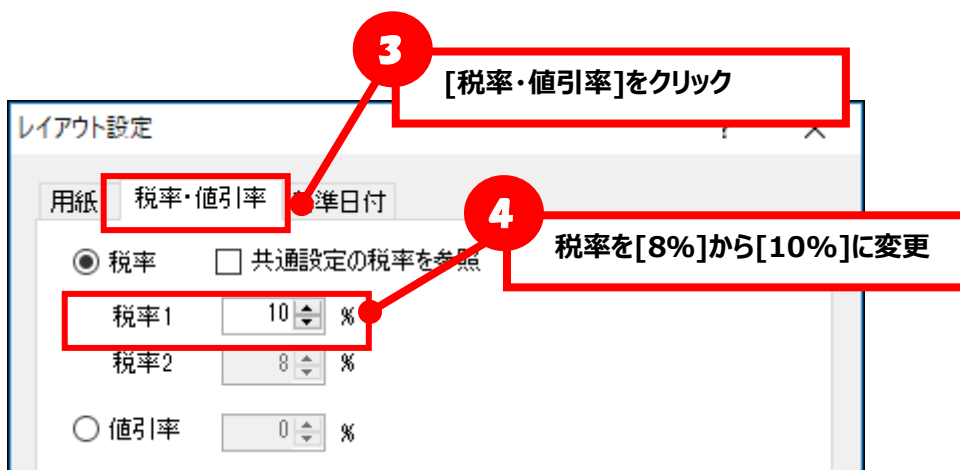 3
[税率・値引率]をクリック
レイアウト設定 ? ×
用紙 税率・値引率 準日付
4
税率を[8%]から[10%]に変更
税率 共通設定の税率を参照
税率1 10 %
税率2 8 %
値引率 0 %